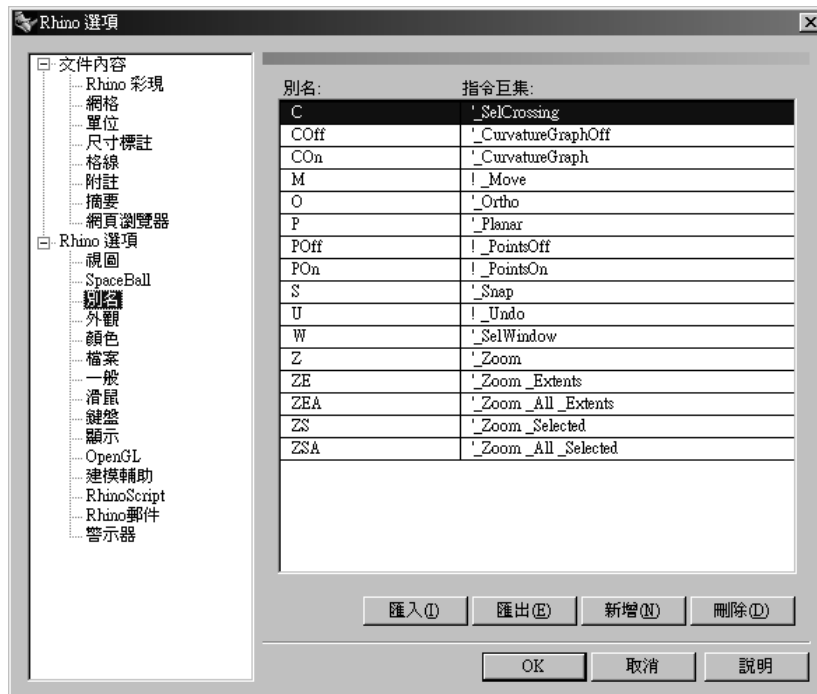 Rhino 選項
文件內容
Rhino 彩現
網格
單位
尺寸標註
格線
附註
摘要
網頁瀏覽器
Rhino 選項
視圖
SpaceBall
別名
外觀
顏色
檔案
一般
滑鼠
鍵盤
顯示
OpenGL
建模輔助
RhinoScript
Rhino郵件
警示器
別名: 指令巨集:
C '_SelCrossing
COff '_CurvatureGraphOff
COn '_CurvatureGraph
M ! _Move
O '_Ortho
P '_Planar
POff ! _PointsOff
POn ! _PointsOn
S '_Snap
U ! _Undo
W '_SelWindow
Z '_Zoom
ZE '_Zoom _Extents
ZEA '_Zoom _All _Extents
ZS '_Zoom _Selected
ZSA '_Zoom _All _Selected
匯入(I) 匯出(E) 新增(N) 刪除(D)
OK 取消 說明